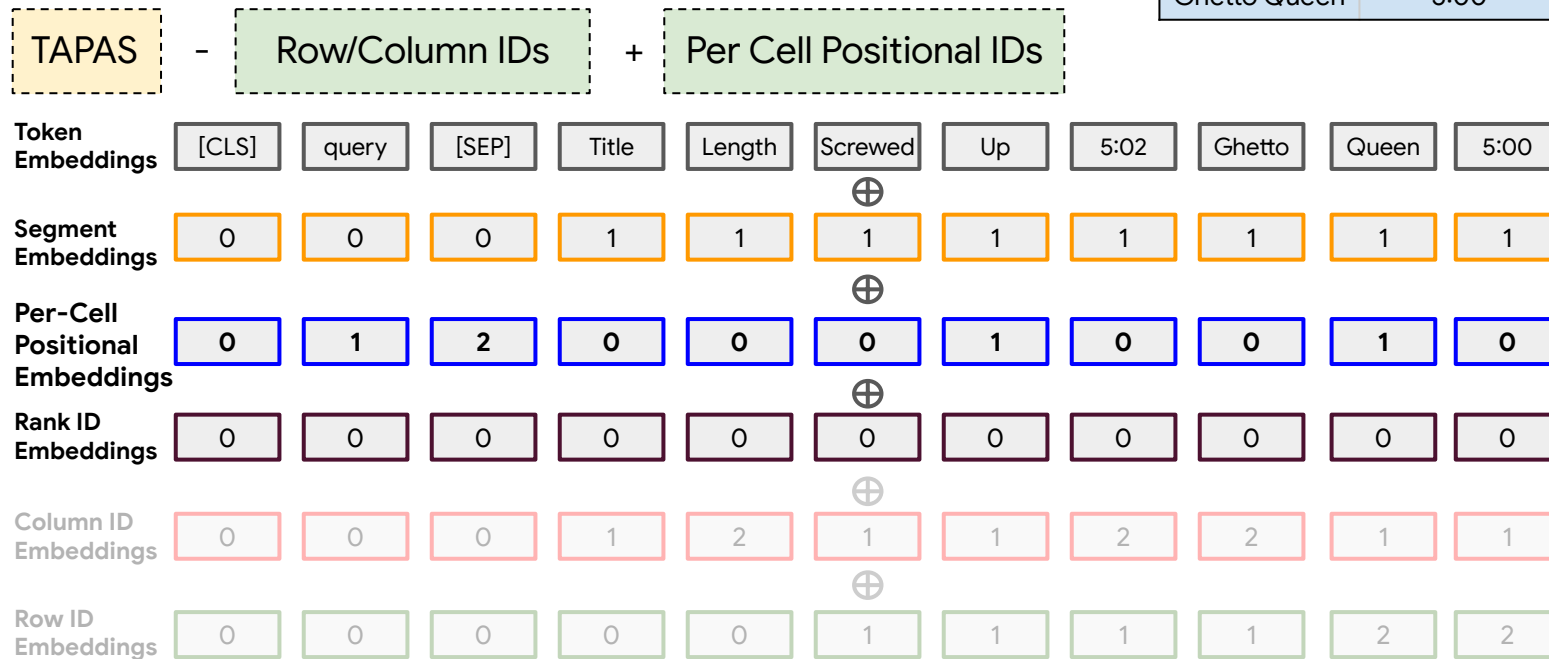 Ghetto Queen 5:00
TAPAS - Row/Column IDs + Per Cell Positional IDs
Token
Embeddings
[CLS] query [SEP] Title Length Screwed Up 5:02 Ghetto Queen 5:00
⊕
Segment
Embeddings
0 0 0 1 1 1 1 1 1 1 1
⊕
Per-Cell
Positional
Embeddings
0 1 2 0 0 0 1 0 0 1 0
⊕
Rank ID
Embeddings
0 0 0 0 0 0 0 0 0 0 0
⊕
Column ID
Embeddings
0 0 0 1 2 1 1 2 2 1 1
⊕
Row ID
Embeddings
0 0 0 0 0 1 1 1 1 2 2